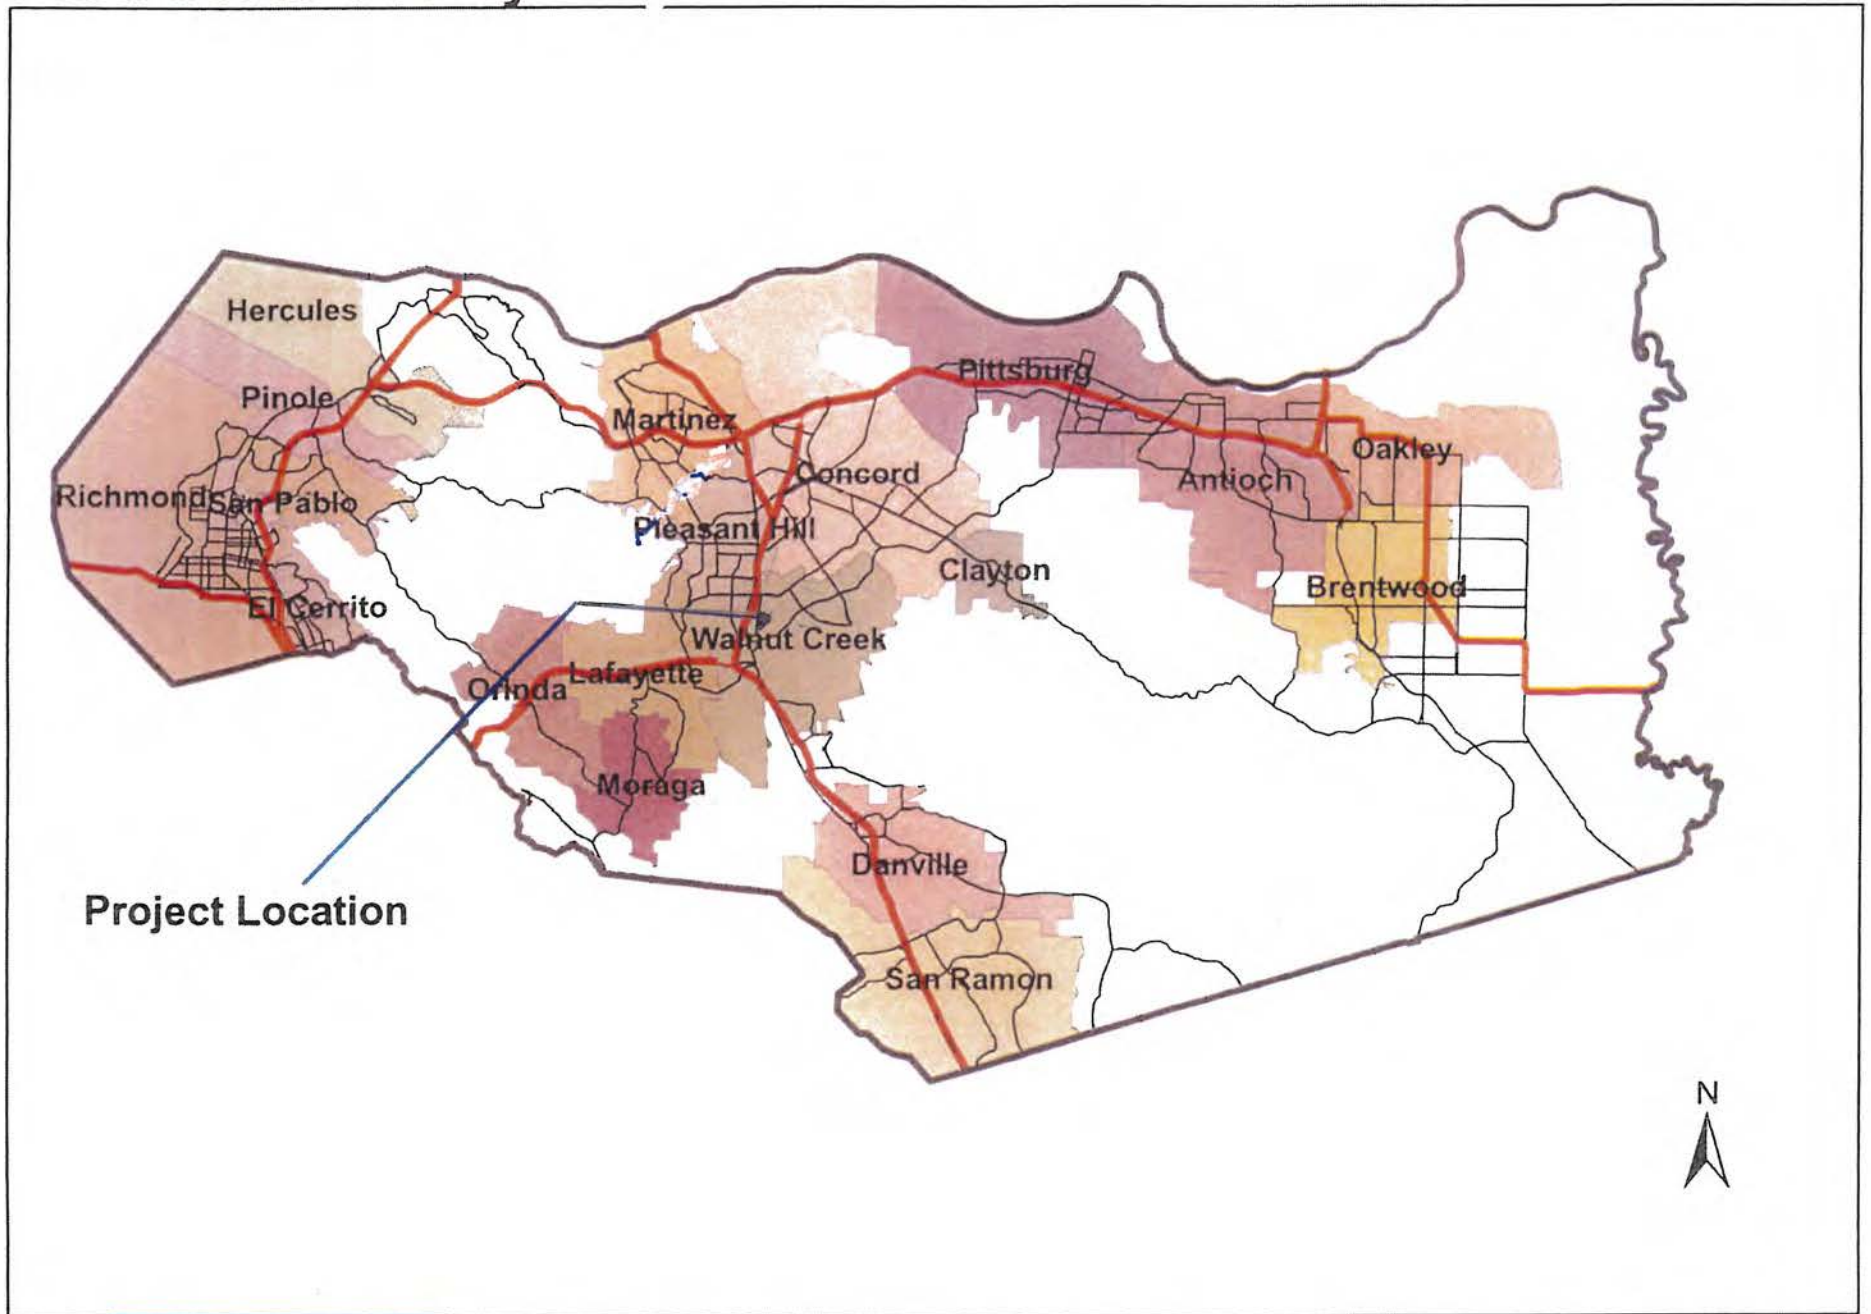 Hercules
Pinole
Richmond
San Pablo
El Cerrito
Martinez
Concord
Pleasant Hill
Clayton
Walnut Creek
Lafayette
Orinda
Moraga
Pittsburg
Antioch
Oakley
Brentwood
Danville
San Ramon
Project Location
N